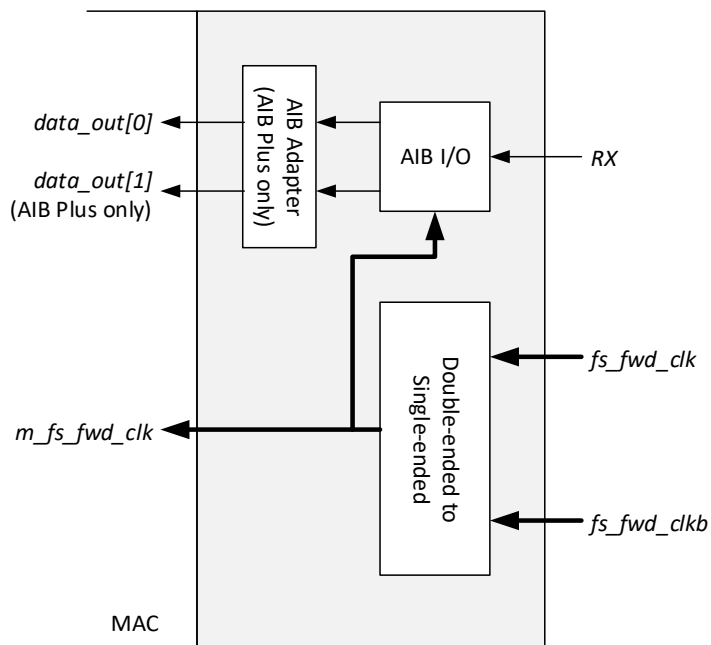 data_out[0]
data_out[1]
(AIB Plus only)
AIB Adapter
(AIB Plus only)
AIB I/O
RX
Double-ended to
Single-ended
fs_fwd_clk
m_fs_fwd_clk
fs_fwd_clkb
MAC